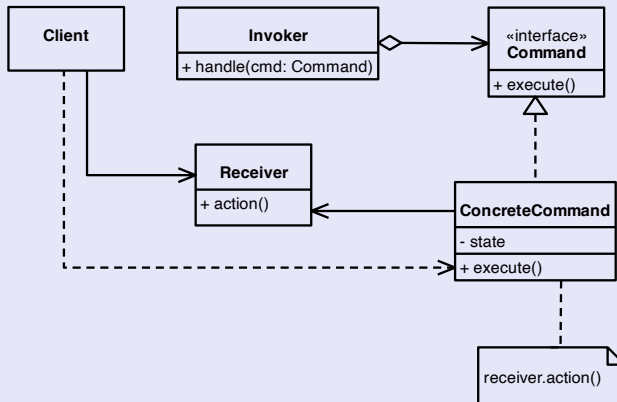 Client
Invoker
+ handle(cmd: Command)
«interface»
Command
+ execute()
Receiver
+ action()
ConcreteCommand
- state
+ execute()
receiver.action()